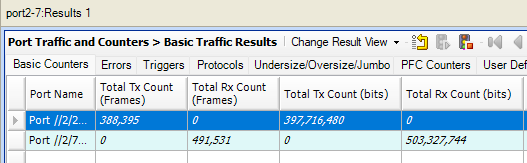 port2-7:Results 1
Port Traffic and Counters > Basic Traffic Results | Change Result View
Basic Counters Errors Triggers Protocols Undersize/Oversize/Jumbo PFC Counters User Def
Port Name Total Tx Count (Frames) Total Rx Count (Frames) Total Tx Count (bits) Total Rx Count (bits)
Port //2/2... 388,395 0 397,716,480 0
Port //2/7... 0 491,531 0 503,327,744